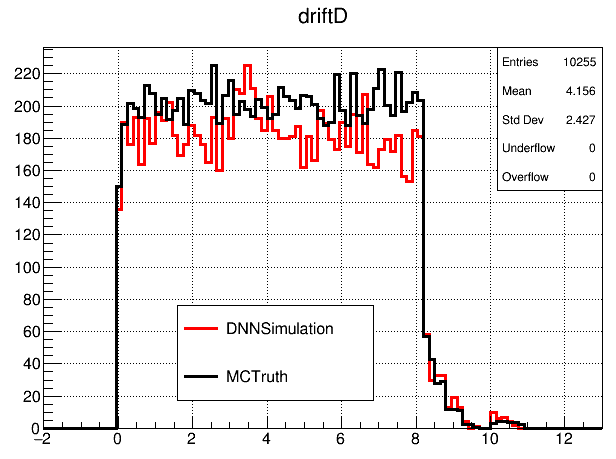 driftD
Entries 10255
Mean 4.156
Std Dev 2.427
Underflow 0
Overflow 0
220
200
180
160
140
120
100
80
60
40
20
0
DNNSimulation
MCTruth
−2 0 2 4 6 8 10 12